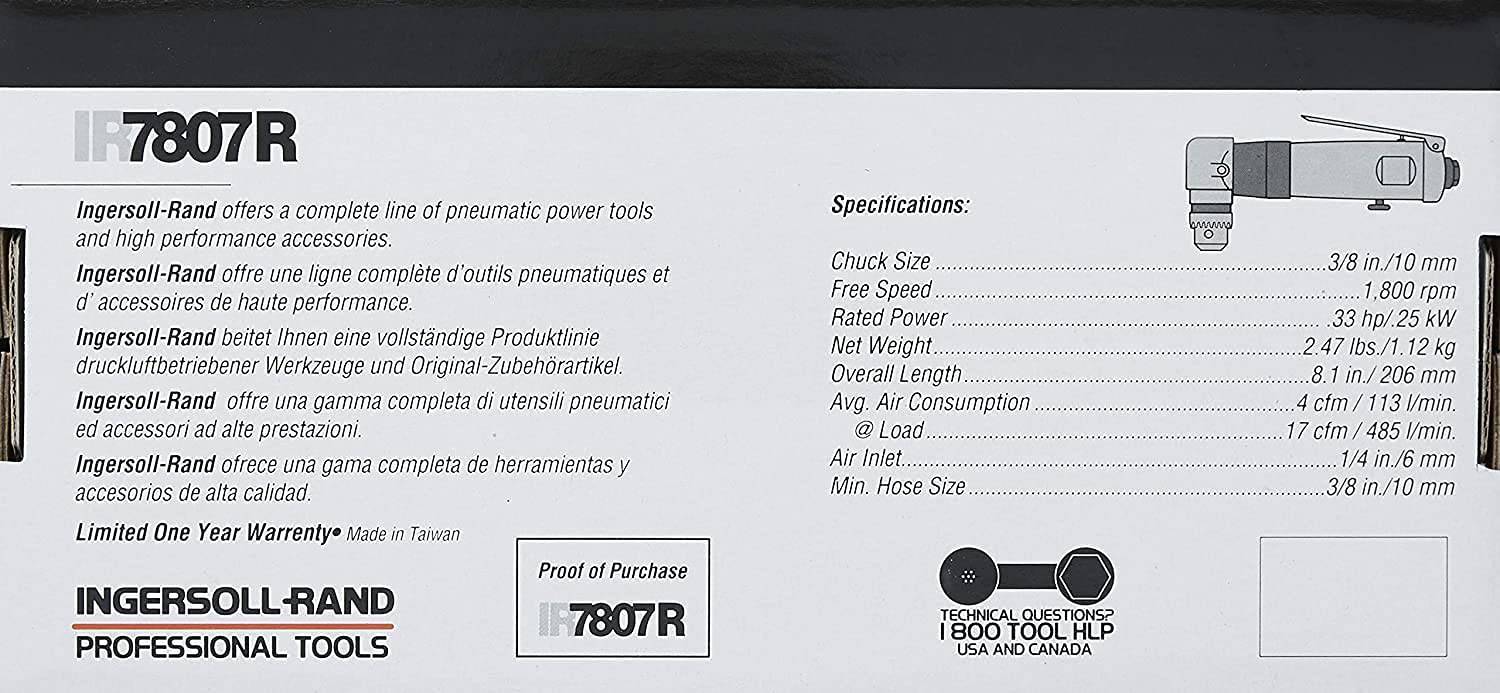 IR7807R
Ingersoll-Rand offers a complete line of pneumatic power tools
and high performance accessories.
Ingersoll-Rand offre une ligne complète d'outils pneumatiques et
d' accessoires de haute performance.
Ingersoll-Rand beitet Ihnen eine vollständige Produktlinie
druckluftbetriebener Werkzeuge und Original-Zubehörartikel.
Ingersoll-Rand offre una gamma completa di utensili pneumatici
ed accessori ad alte prestazioni.
Ingersoll-Rand ofrece una gama completa de herramientas y
accesorios de alta calidad.
Limited One Year Warrenty• Made in Taiwan
INGERSOLL-RAND
PROFESSIONAL TOOLS
Proof of Purchase
IR7807R
Specifications:
Chuck Size ........ 3/8 in./10 mm
Free Speed ........ 1,800 rpm
Rated Power ........ .33 hp/.25 kW
Net Weight ........ 2.47 lbs./1.12 kg
Overall Length ........ 8.1 in./ 206 mm
Avg. Air Consumption ........ 4 cfm / 113 l/min.
@ Load ........ 17 cfm / 485 l/min.
Air Inlet ........ 1/4 in./6 mm
Min. Hose Size ........ 3/8 in./10 mm
TECHNICAL QUESTIONS?
1 800 TOOL HLP
USA AND CANADA